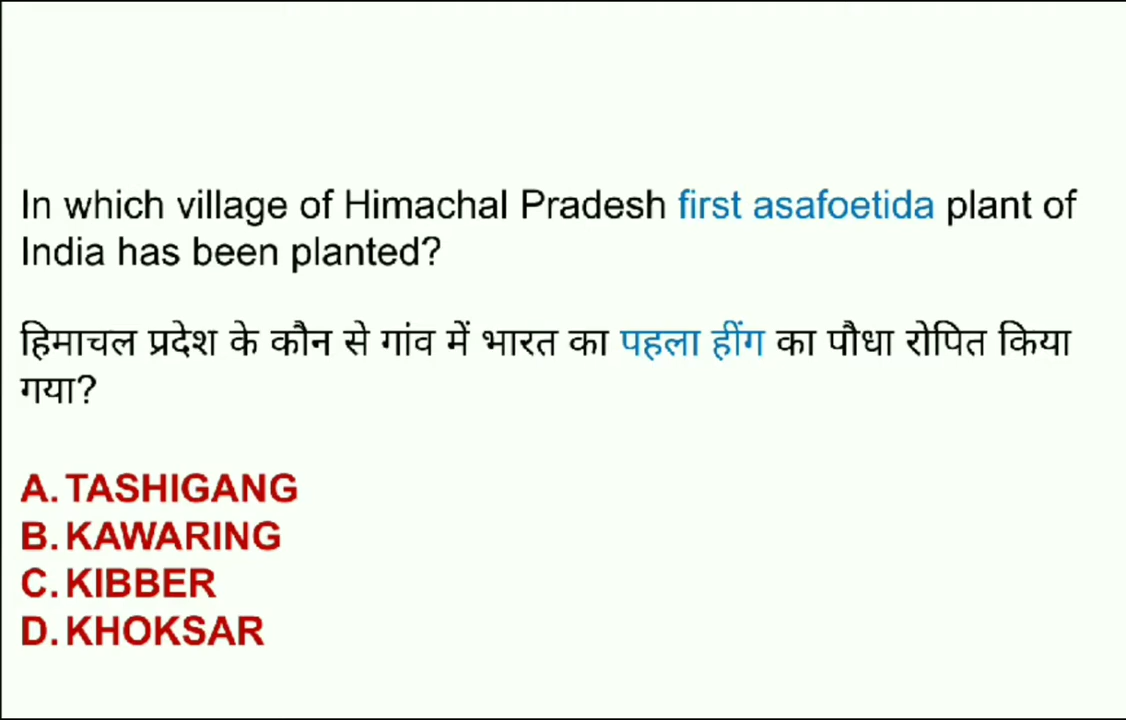 In which village of Himachal Pradesh first asafoetida plant of
India has been planted?
हिमाचल प्रदेश के कौन से गांव में भारत का पहला हींग का पौधा रोपित किया
गया?
A. TASHIGANG
B. KAWARING
C. KIBBER
D. KHOKSAR